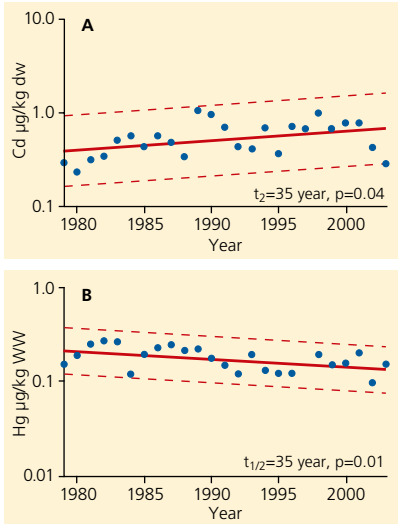 A
10.0
1.0
0.1
Cd µg/kg dw
t2=35 year, p=0.04
1980 1985 1990 1995 2000
Year
B
1.0
0.1
0.01
Hg µg/kg WW
t1/2=35 year, p=0.01
1980 1985 1990 1995 2000
Year